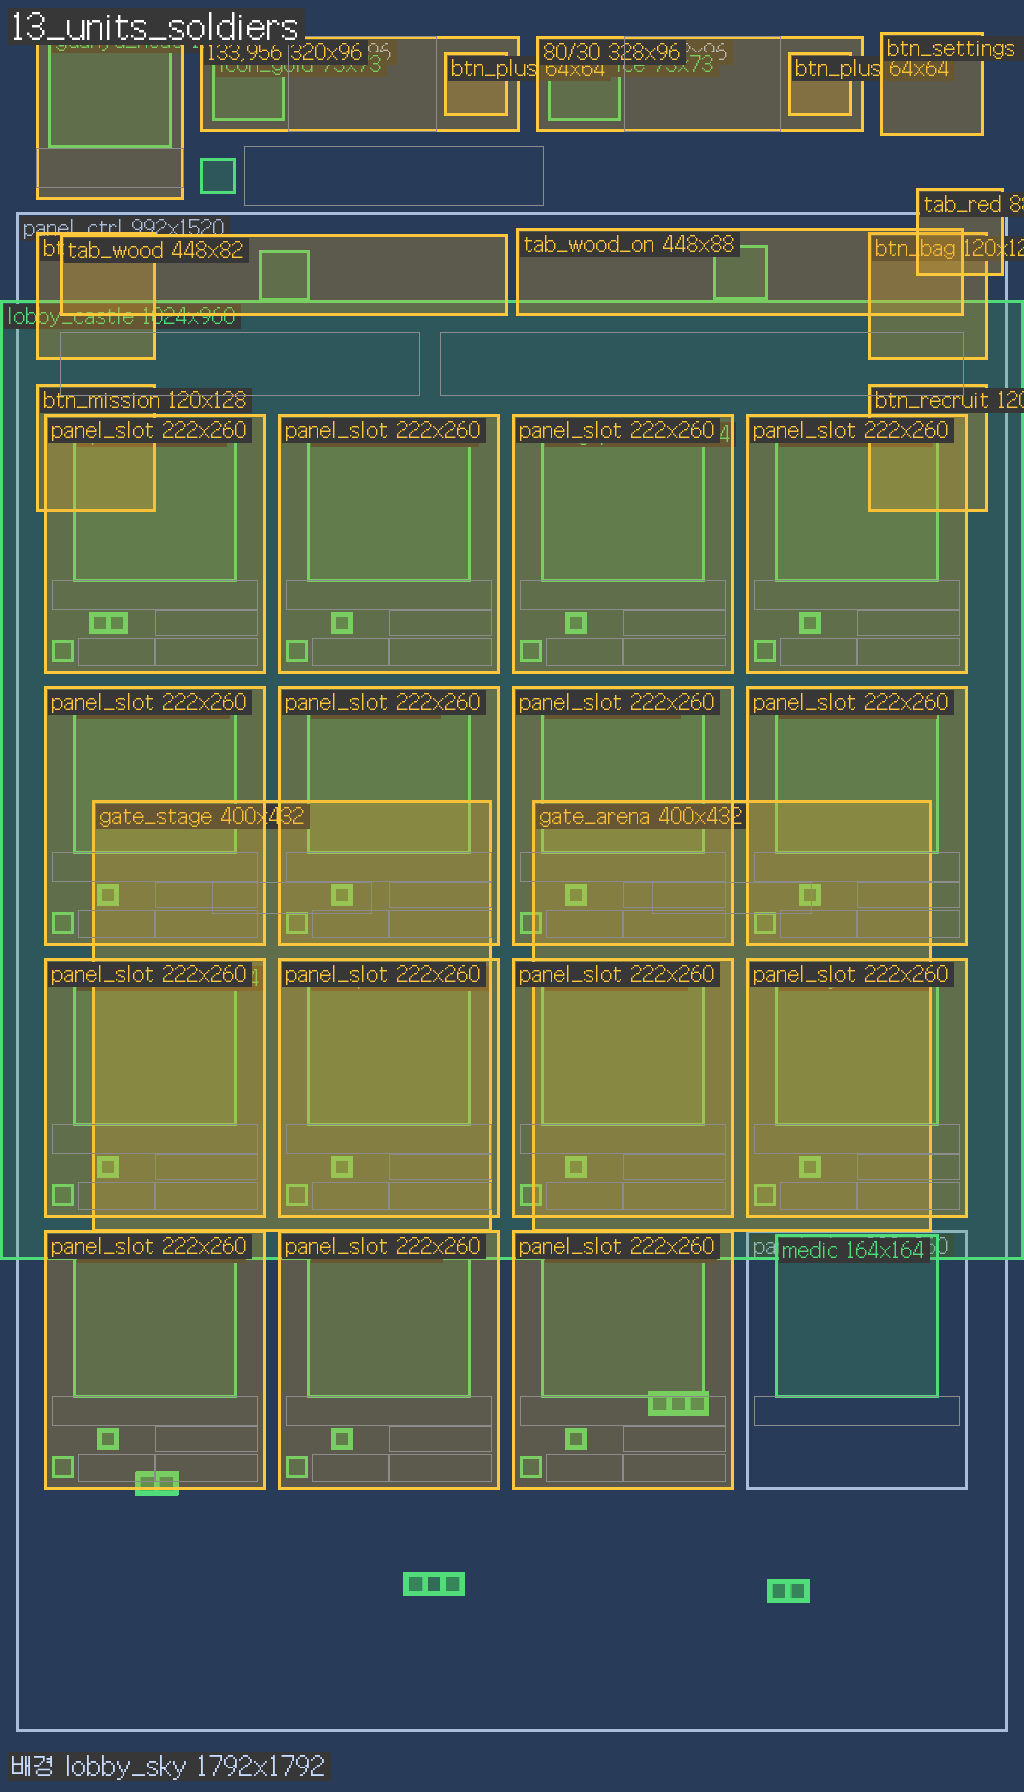 13_units_soldiers
133,956 320x96
80/30 328x96
btn_settings
icon_gold 73x73
73x73
btn_plus 64x64
btn_plus 64x64
tab_red
panel_ctrl 992x1520
tab_wood 448x82
tab_wood_on 448x88
btn_bag
lobby_castle 1024x960
btn_mission 120x128
btn_recruit
panel_slot 222x260
panel_slot 222x260
panel_slot 222x260
panel_slot 222x260
panel_slot 222x260
panel_slot 222x260
panel_slot 222x260
panel_slot 222x260
gate_stage 400x432
gate_arena 400x432
panel_slot 222x260
panel_slot 222x260
panel_slot 222x260
panel_slot 222x260
panel_slot 222x260
panel_slot 222x260
panel_slot 222x260
medic 164x164
배경 lobby_sky 1792x1792